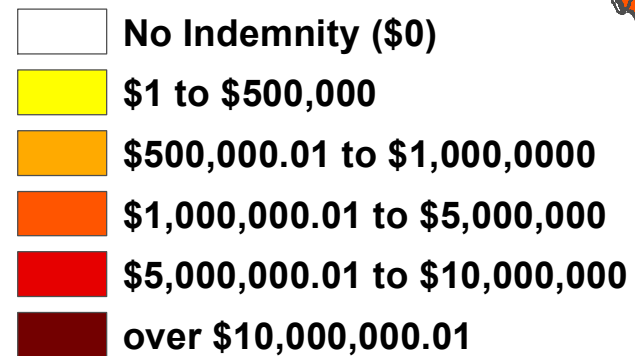 No Indemnity ($0)
$1 to $500,000
$500,000.01 to $1,000,0000
$1,000,000.01 to $5,000,000
$5,000,000.01 to $10,000,000
over $10,000,000.01